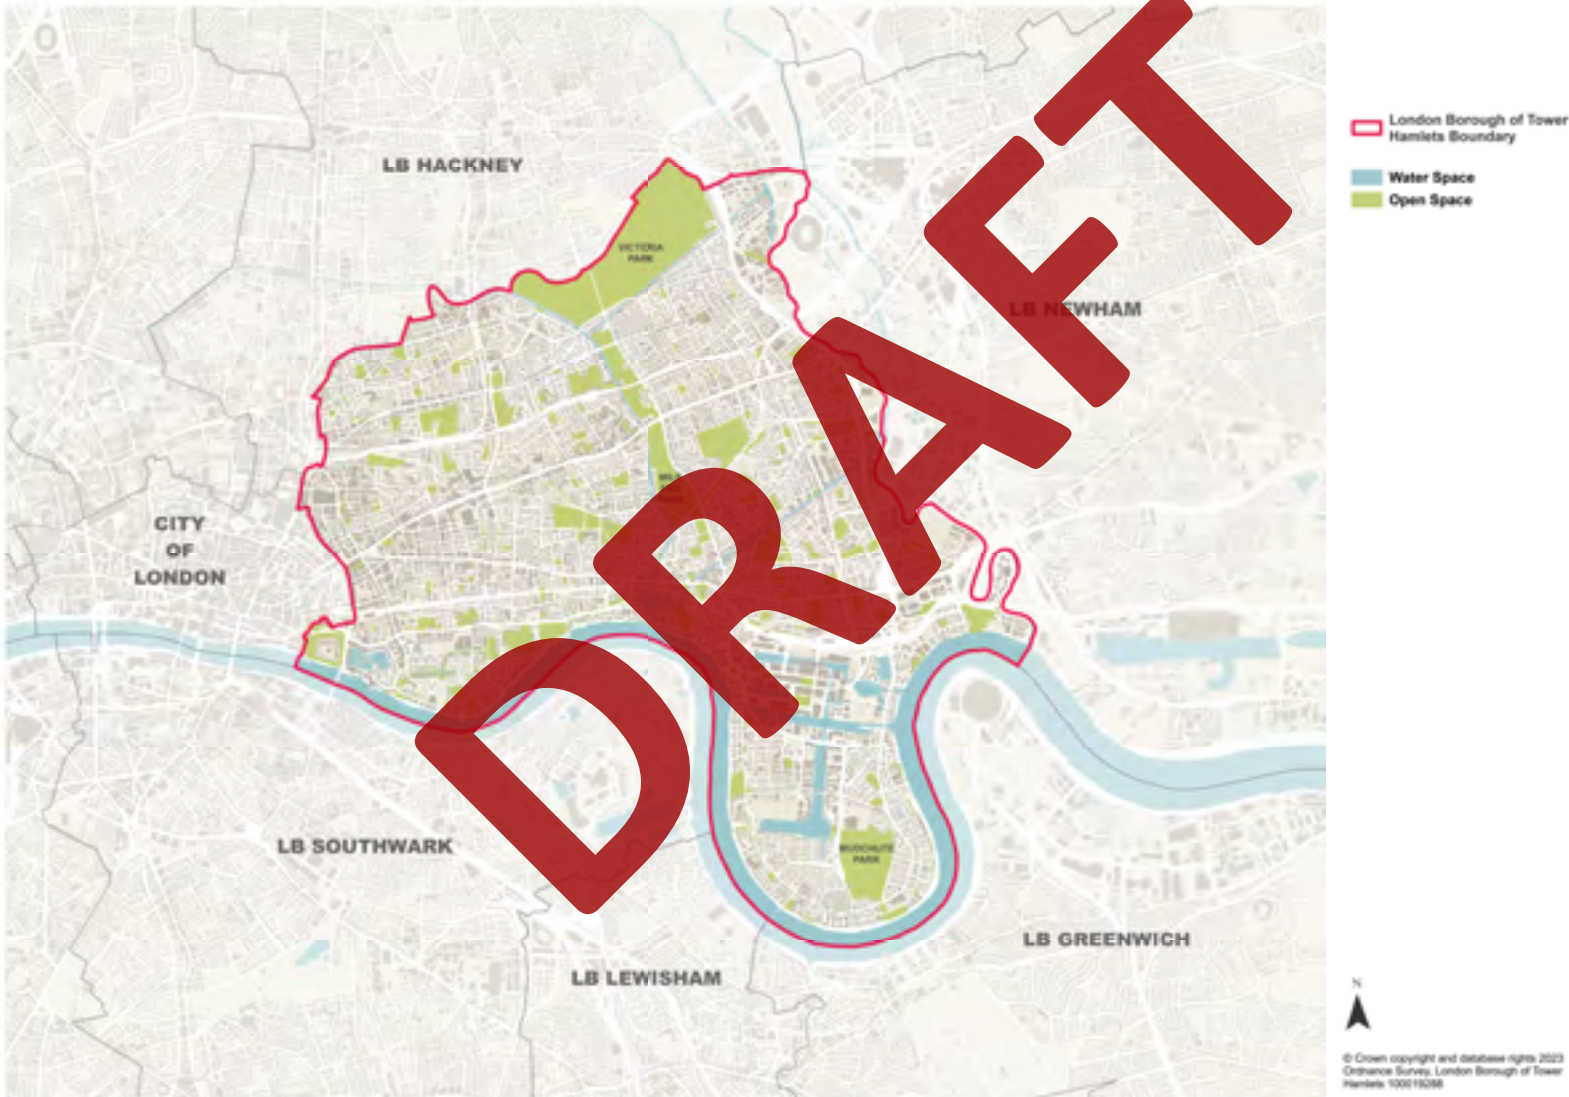 LB HACKNEY
VICTORIA
PARK
LB NEWHAM
CITY
OF
LONDON
LB SOUTHWARK
MUDCHUTE
PARK
LB GREENWICH
LB LEWISHAM
DRAFT
London Borough of Tower
Hamlets Boundary
Water Space
Open Space
N
© Crown copyright and database rights 2023
Ordnance Survey, London Borough of Tower
Hamlets 100019288